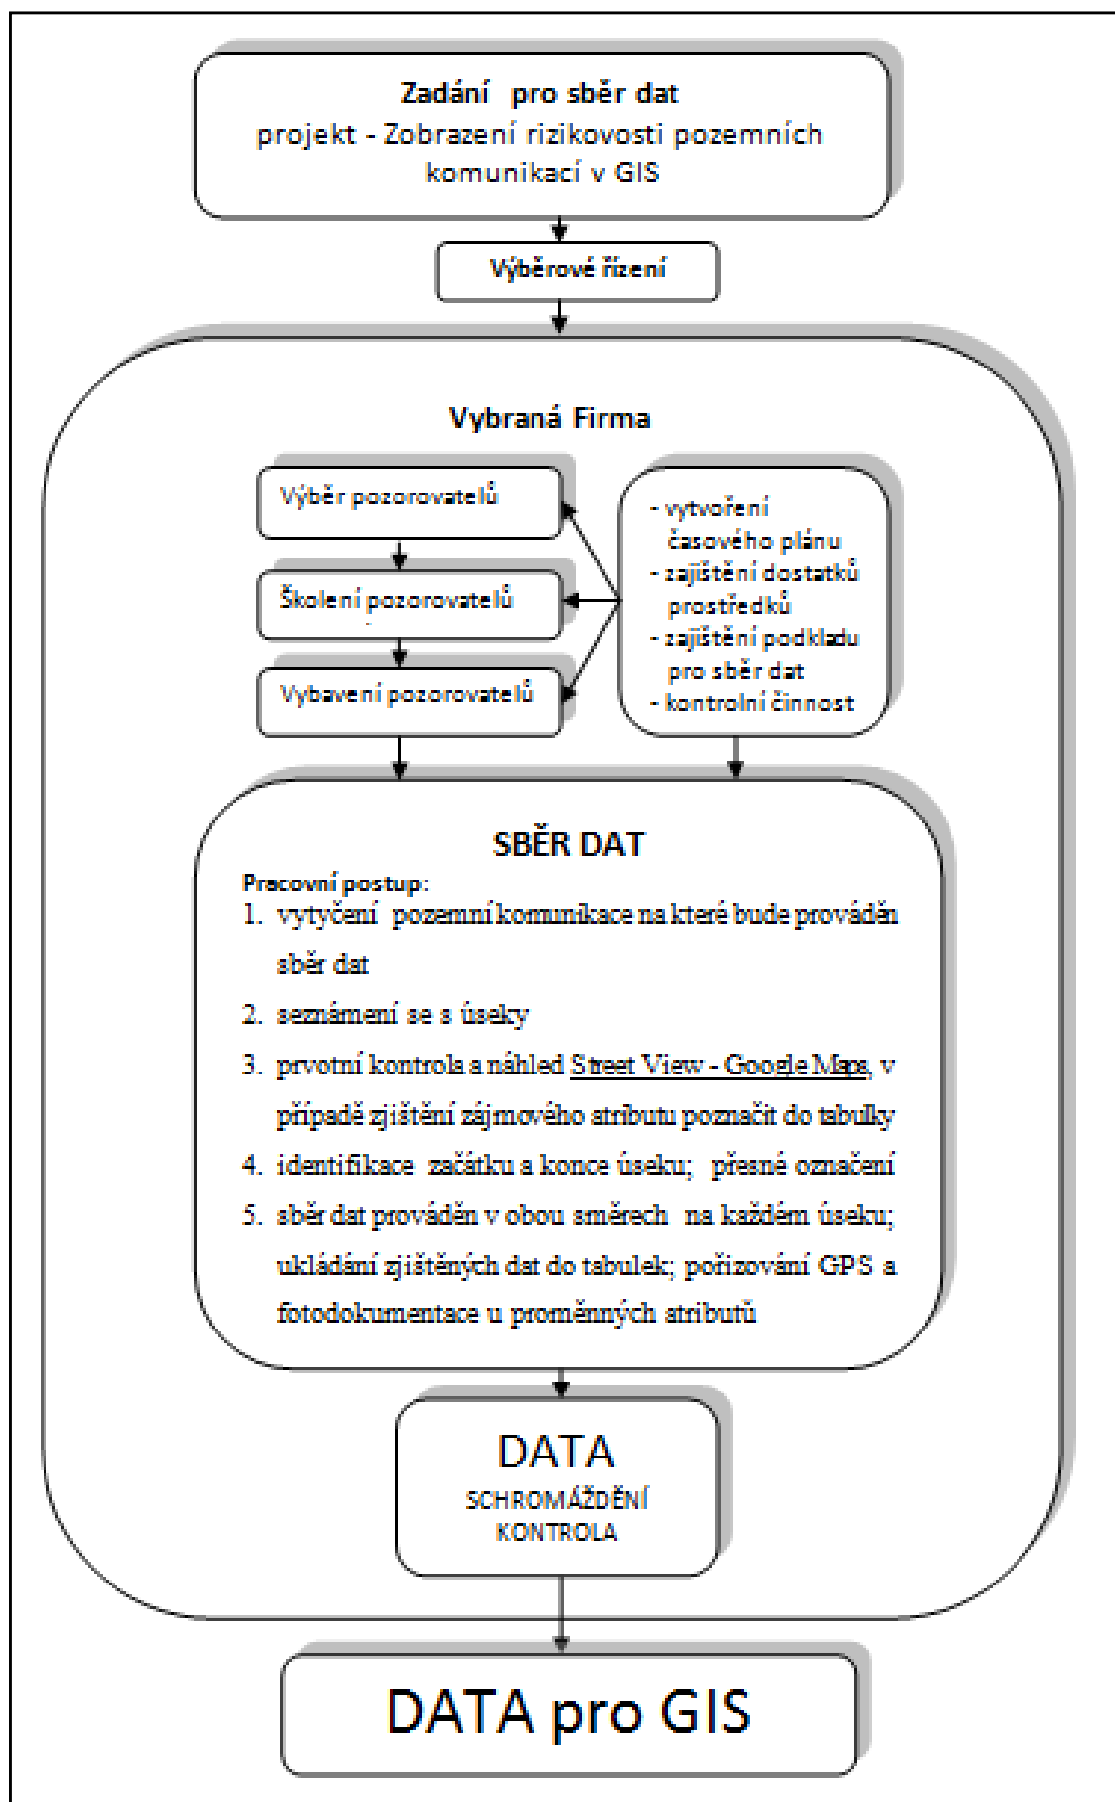 Zadání pro sběr dat
projekt - Zobrazení rizikovosti pozemních
komunikací v GIS
Výběrové řízení
Vybraná Firma
Výběr pozorovatelů
Školení pozorovatelů
Vybavení pozorovatelů
- vytvoření
časového plánu
- zajištění dostatků
prostředků
- zajištění podkladu
pro sběr dat
- kontrolní činnost
SBĚR DAT
Pracovní postup:
1. vytyčení pozemní komunikace na které bude prováděn
sběr dat
2. seznámení se s úseky
3. prvotní kontrola a náhled Street View - Google Maps, v
případě zjištění zájmového atributu poznačit do tabulky
4. identifikace začátku a konce úseku; přesné označení
5. sběr dat prováděn v obou směrech na každém úseku;
ukládání zjištěných dat do tabulek; pořizování GPS a
fotodokumentace u proměnných atributů
DATA
SCHROMÁŽDĚNÍ
KONTROLA
DATA pro GIS